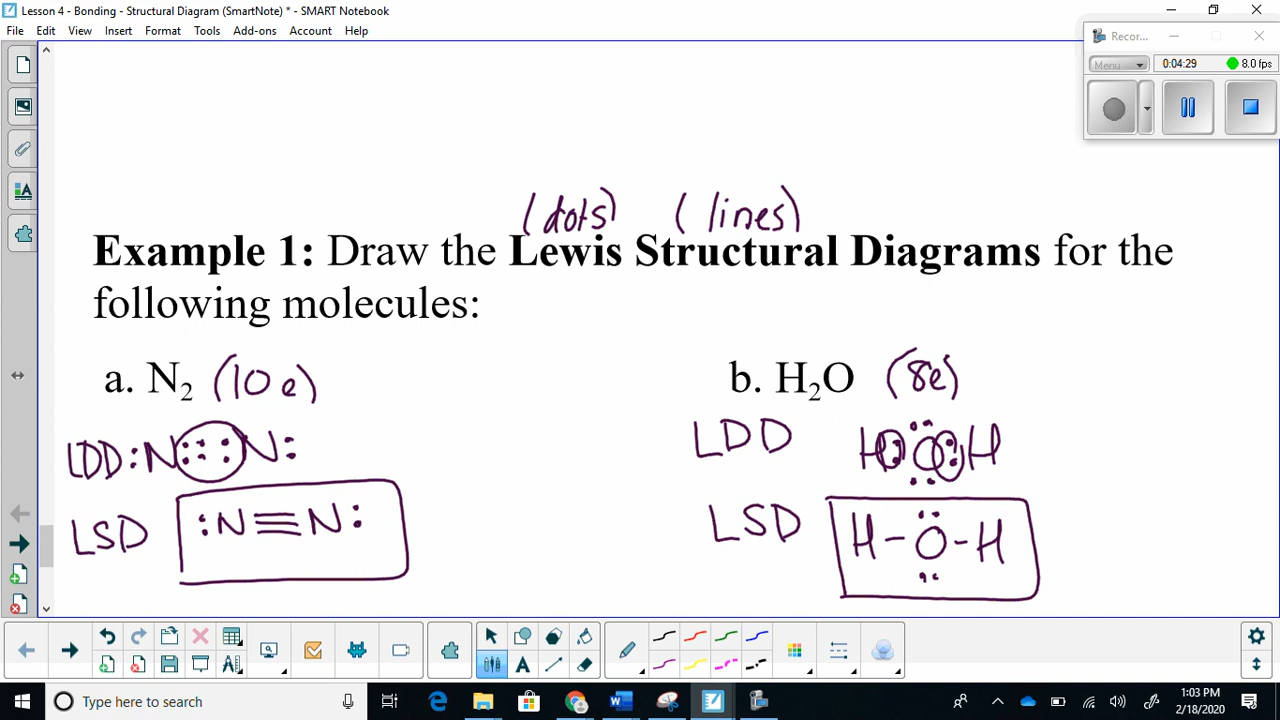 Lesson 4 - Bonding - Structural Diagram (SmartNote) * - SMART Notebook
File Edit View Insert Format Tools Add-ons Account Help
Recor...
Menu 0:04:29 8.0 fps
(dots) (lines)
Example 1: Draw the Lewis Structural Diagrams for the
following molecules:
a. N₂ (10 e) b. H₂O (8e)
LDD :N ::: N: LDD H : O : H
LSD :N≡N: LSD H-O-H
A
Type here to search
W
1:03 PM
2/18/2020